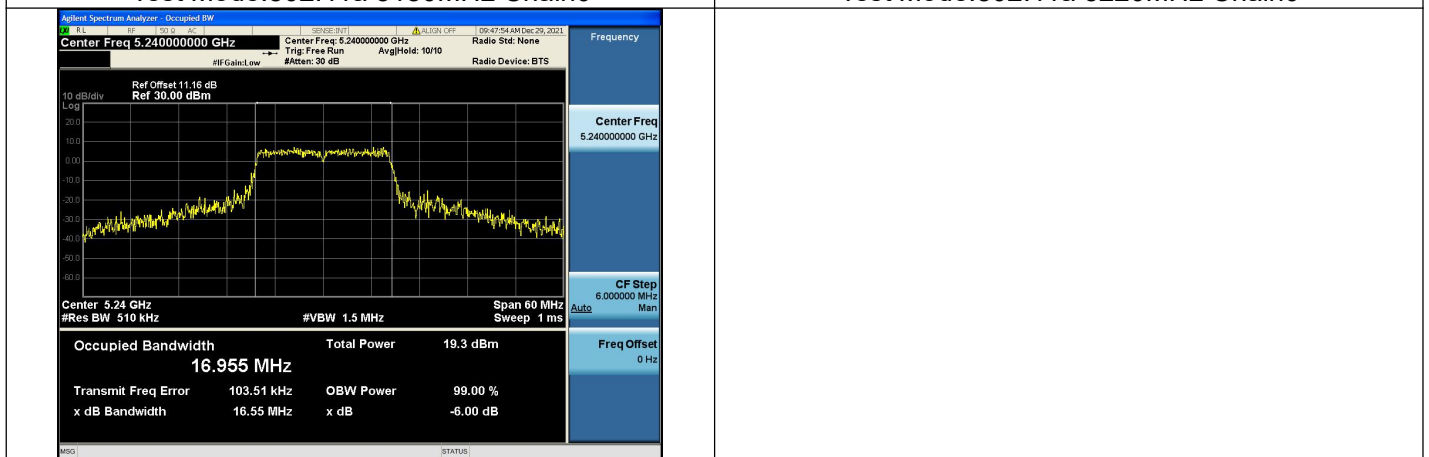 Agilent Spectrum Analyzer - Occupied BW
RL RF 50 Ω AC SENSE:INT ALIGN OFF 09:47:54 AM Dec 29, 2021
Center Freq 5.240000000 GHz Center Freq: 5.240000000 GHz Radio Std: None Frequency
Trig: Free Run Avg|Hold: 10/10
#IFGain:Low #Atten: 30 dB Radio Device: BTS
Ref Offset 11.16 dB
10 dB/div Ref 30.00 dBm
Log
20.0
10.0
0.00
-10.0
-20.0
-30.0
-40.0
-50.0
-60.0
Center Freq
5.240000000 GHz
CF Step
6.000000 MHz
Auto Man
Freq Offset
0 Hz
Center 5.24 GHz Span 60 MHz
#Res BW 510 kHz #VBW 1.5 MHz Sweep 1 ms
Occupied Bandwidth Total Power 19.3 dBm
16.955 MHz
Transmit Freq Error 103.51 kHz OBW Power 99.00 %
x dB Bandwidth 16.55 MHz x dB -6.00 dB
MSG STATUS